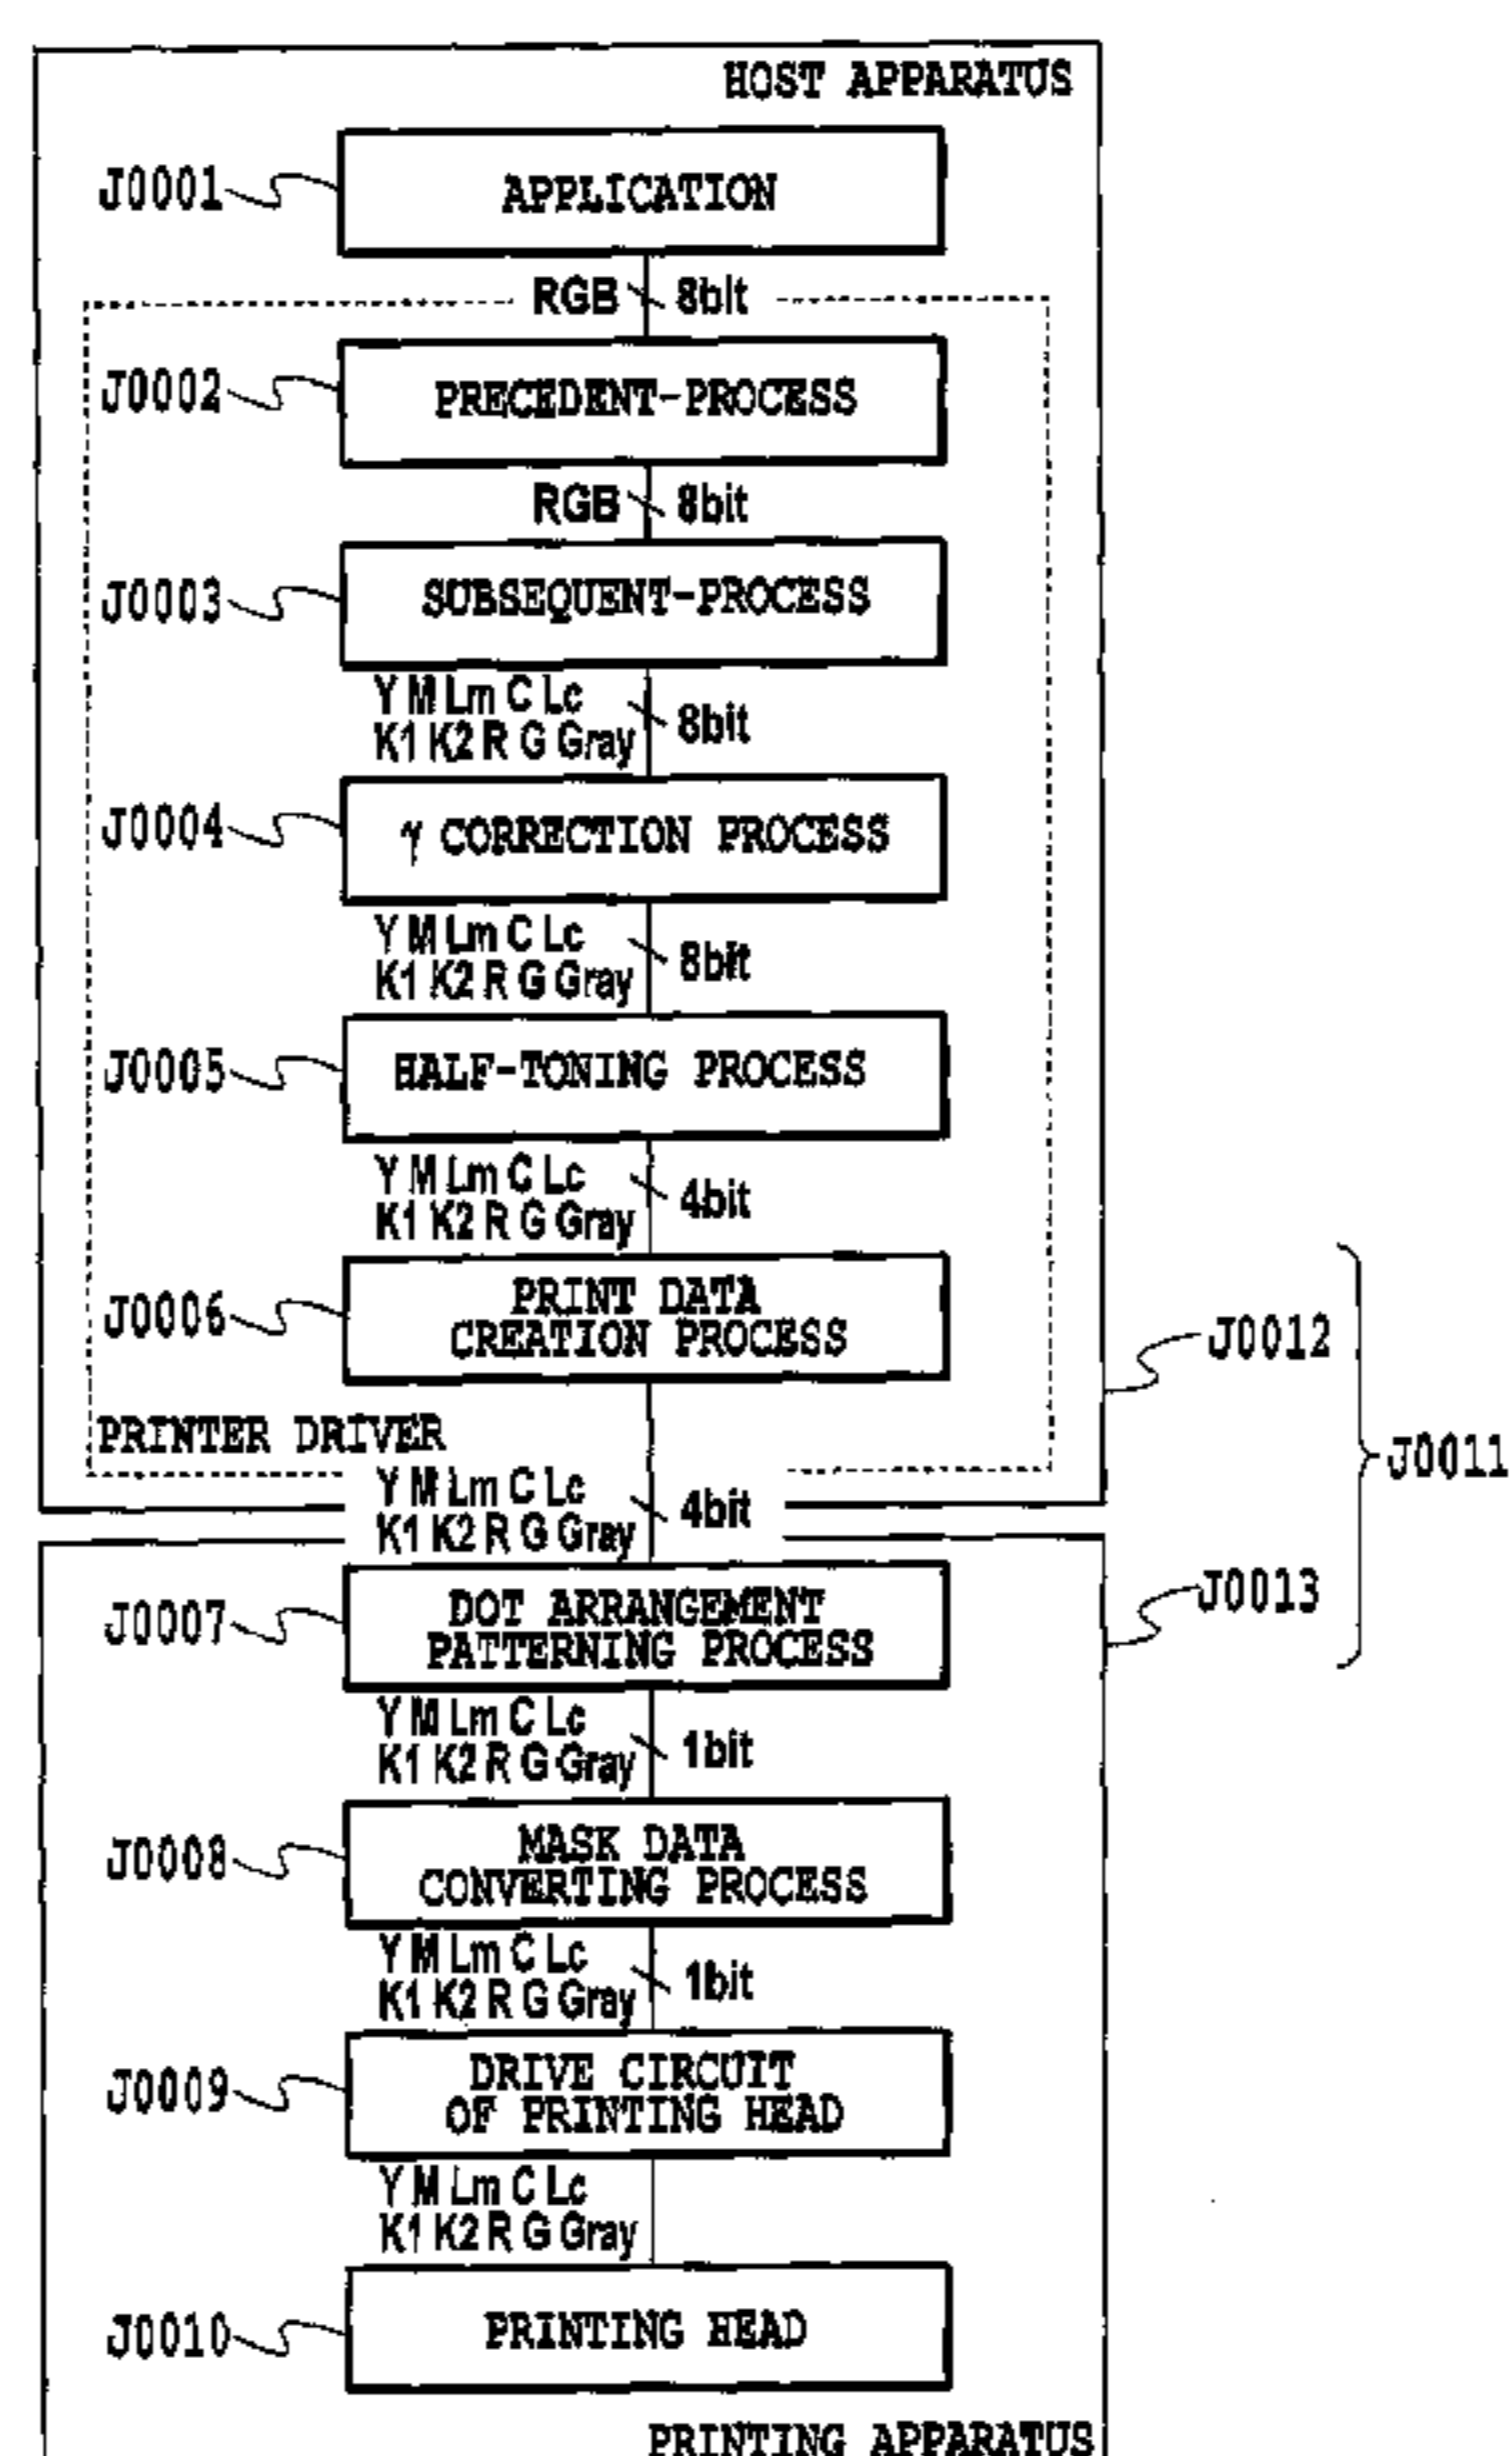 HOST APPARATUS
J0001
APPLICATION
RGB 8bit
J0002
PRECEDENT-PROCESS
RGB 8bit
J0003
SUBSEQUENT-PROCESS
Y M Lm C Lc
K1 K2 R G Gray
8bit
J0004
γ CORRECTION PROCESS
Y M Lm C Lc
K1 K2 R G Gray
8bit
J0005
HALF-TONING PROCESS
Y M Lm C Lc
K1 K2 R G Gray
4bit
J0006
PRINT DATA
CREATION PROCESS
J0012
PRINTER DRIVER
J0011
Y M Lm C Lc
K1 K2 R G Gray
4bit
J0013
J0007
DOT ARRANGEMENT
PATTERNING PROCESS
Y M Lm C Lc
K1 K2 R G Gray
1bit
J0008
MASK DATA
CONVERTING PROCESS
Y M Lm C Lc
K1 K2 R G Gray
1bit
J0009
DRIVE CIRCUIT
OF PRINTING HEAD
Y M Lm C Lc
K1 K2 R G Gray
J0010
PRINTING HEAD
PRINTING APPARATUS